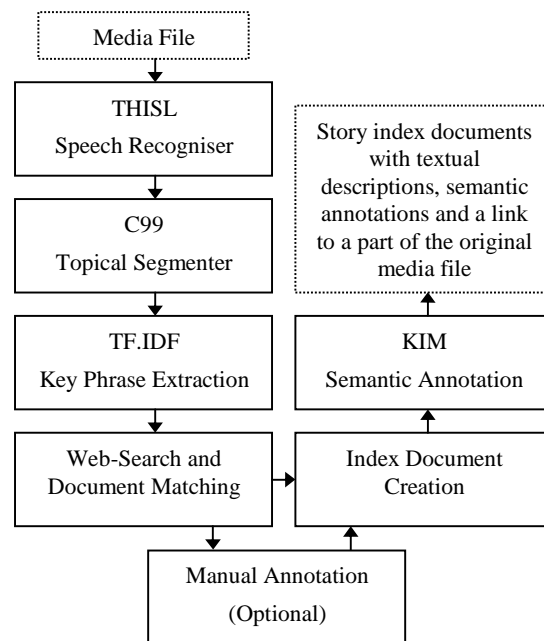 Media File
THISL
Speech Recogniser
C99
Topical Segmenter
TF.IDF
Key Phrase Extraction
Web-Search and
Document Matching
Manual Annotation
(Optional)
Index Document
Creation
KIM
Semantic Annotation
Story index documents
with textual
descriptions, semantic
annotations and a link
to a part of the original
media file